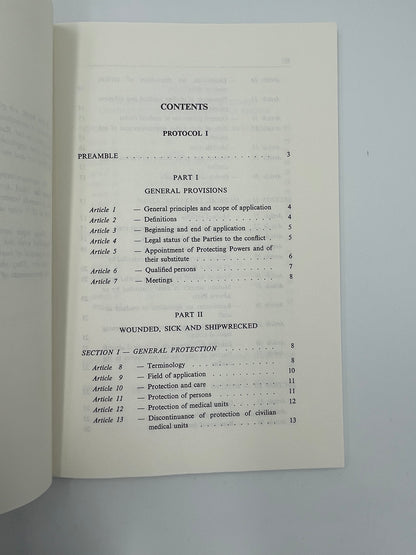 CONTENTS
PROTOCOL I
PREAMBLE . . . . . . . . . . . . . . . . . . . . . 3
PART I
GENERAL PROVISIONS
Article 1 — General principles and scope of application 4
Article 2 — Definitions . . . . . . . . . . . . . 4
Article 3 — Beginning and end of application . . . 5
Article 4 — Legal status of the Parties to the conflict . 5
Article 5 — Appointment of Protecting Powers and of
their substitute . . . . . . . . . . 6
Article 6 — Qualified persons . . . . . . . . . . 7
Article 7 — Meetings . . . . . . . . . . . . . 8
PART II
WOUNDED, SICK AND SHIPWRECKED
SECTION I — GENERAL PROTECTION . . . . . . . . . 8
Article 8 — Terminology . . . . . . . . . . . . 8
Article 9 — Field of application . . . . . . . . . 10
Article 10 — Protection and care . . . . . . . . . 11
Article 11 — Protection of persons . . . . . . . . 11
Article 12 — Protection of medical units . . . . . . 12
Article 13 — Discontinuance of protection of civilian
medical units . . . . . . . . . . . 13